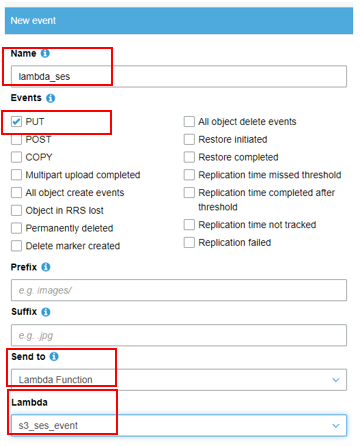 New event
Name
lambda_ses
Events
PUT
All object delete events
POST
Restore initiated
COPY
Restore completed
Multipart upload completed
Replication time missed threshold
All object create events
Replication time completed after
threshold
Object in RRS lost
Permanently deleted
Replication time not tracked
Delete marker created
Replication failed
Prefix
e.g. images/
Suffix
e.g. .jpg
Send to
Lambda Function
Lambda
s3_ses_event